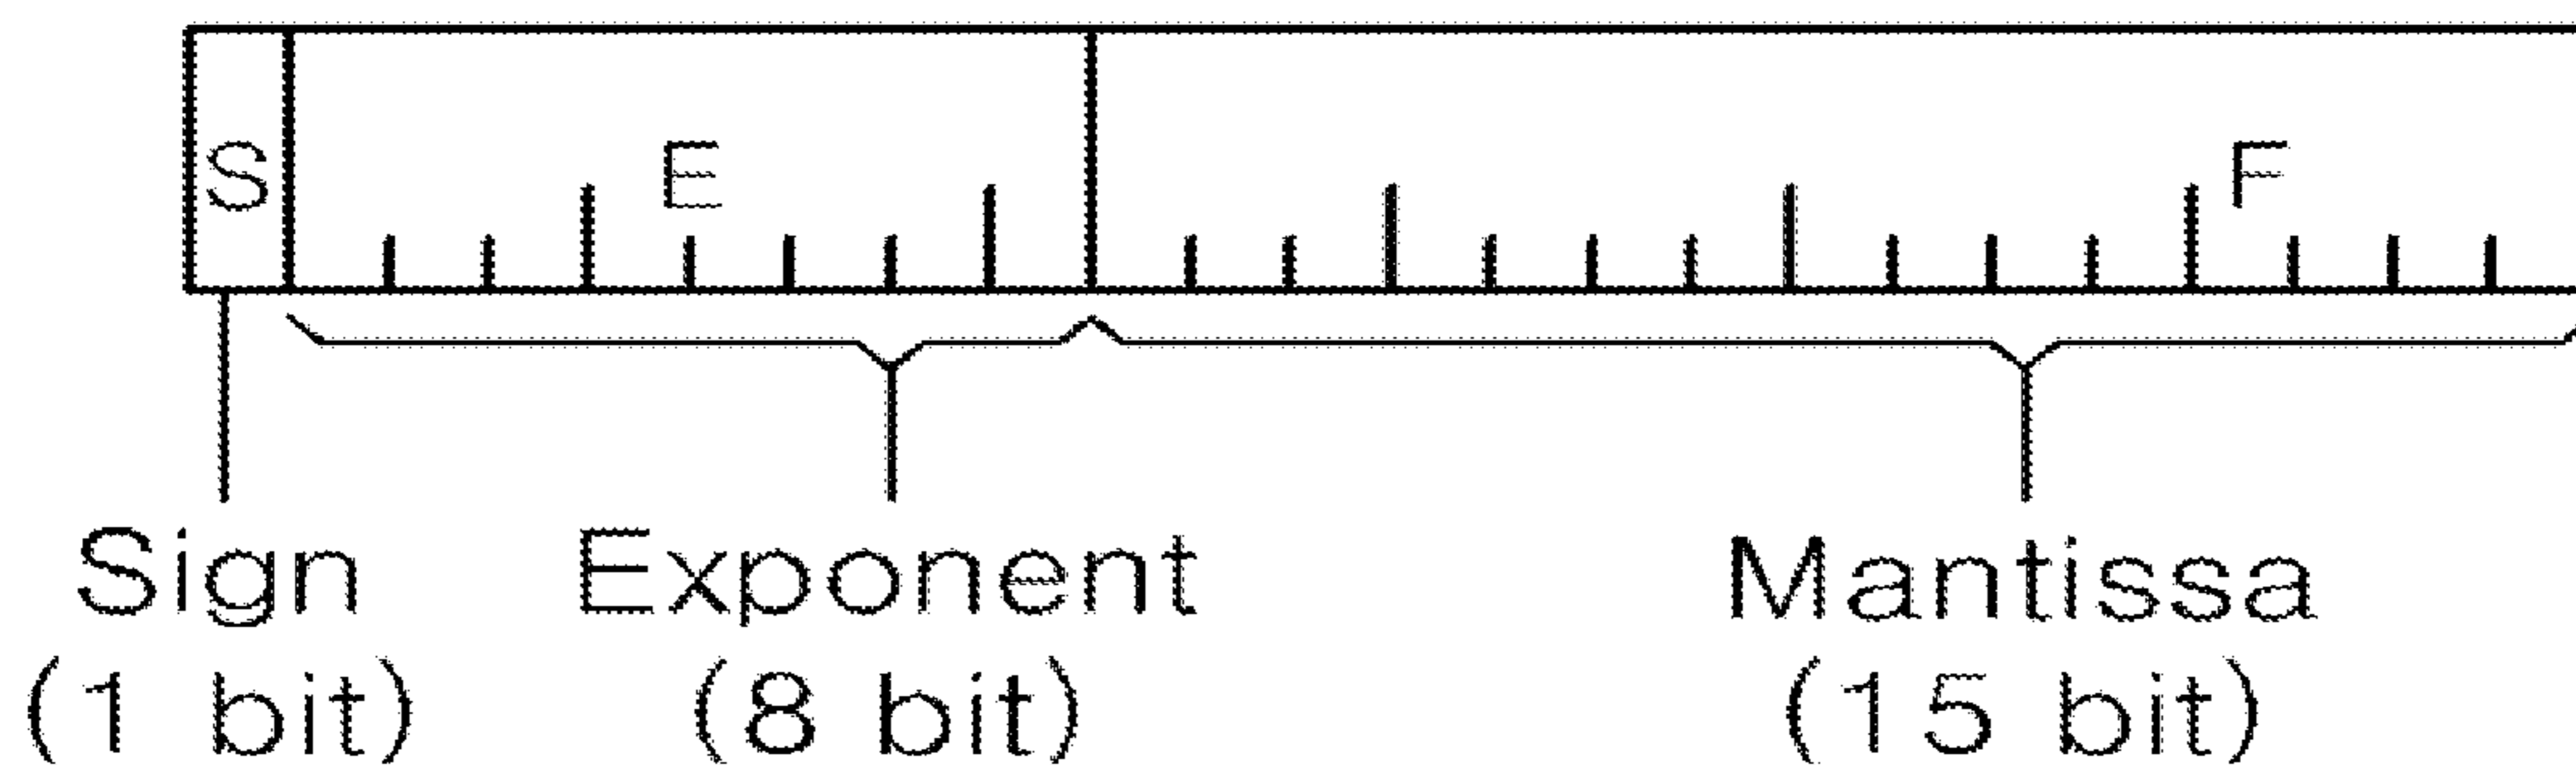 S E F
Sign Exponent Mantissa
(1 bit) (8 bit) (15 bit)